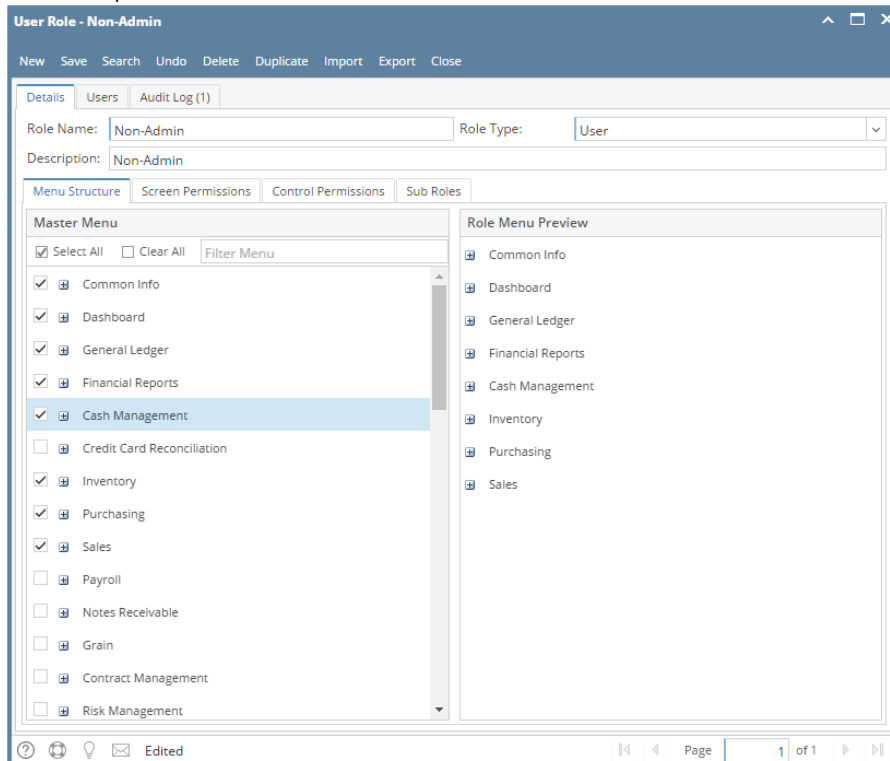 User Role - Non-Admin
New Save Search Undo Delete Duplicate Import Export Close
Details Users Audit Log (1)
Role Name: Non-Admin Role Type: User
Description: Non-Admin
Menu Structure Screen Permissions Control Permissions Sub Roles
Master Menu
Select All Clear All Filter Menu
Common Info
Dashboard
General Ledger
Financial Reports
Cash Management
Credit Card Reconciliation
Inventory
Purchasing
Sales
Payroll
Notes Receivable
Grain
Contract Management
Risk Management
Role Menu Preview
Common Info
Dashboard
General Ledger
Financial Reports
Cash Management
Inventory
Purchasing
Sales
Edited Page 1 of 1